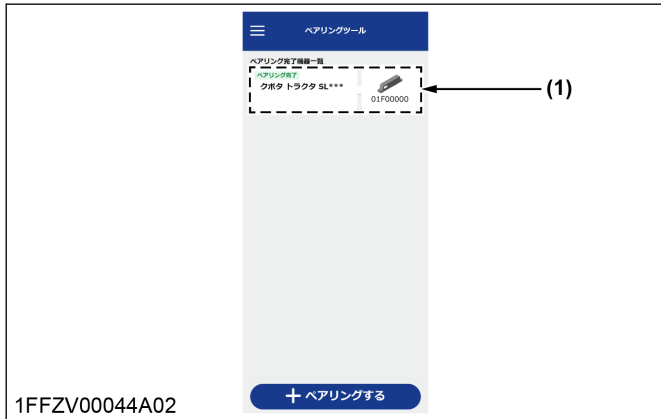 ペアリングツール
ペアリング完了機器一覧
ペアリング完了
クボタ トラクタ SL***
01F00000
(1)
+ ペアリングする
1FFZV00044A02